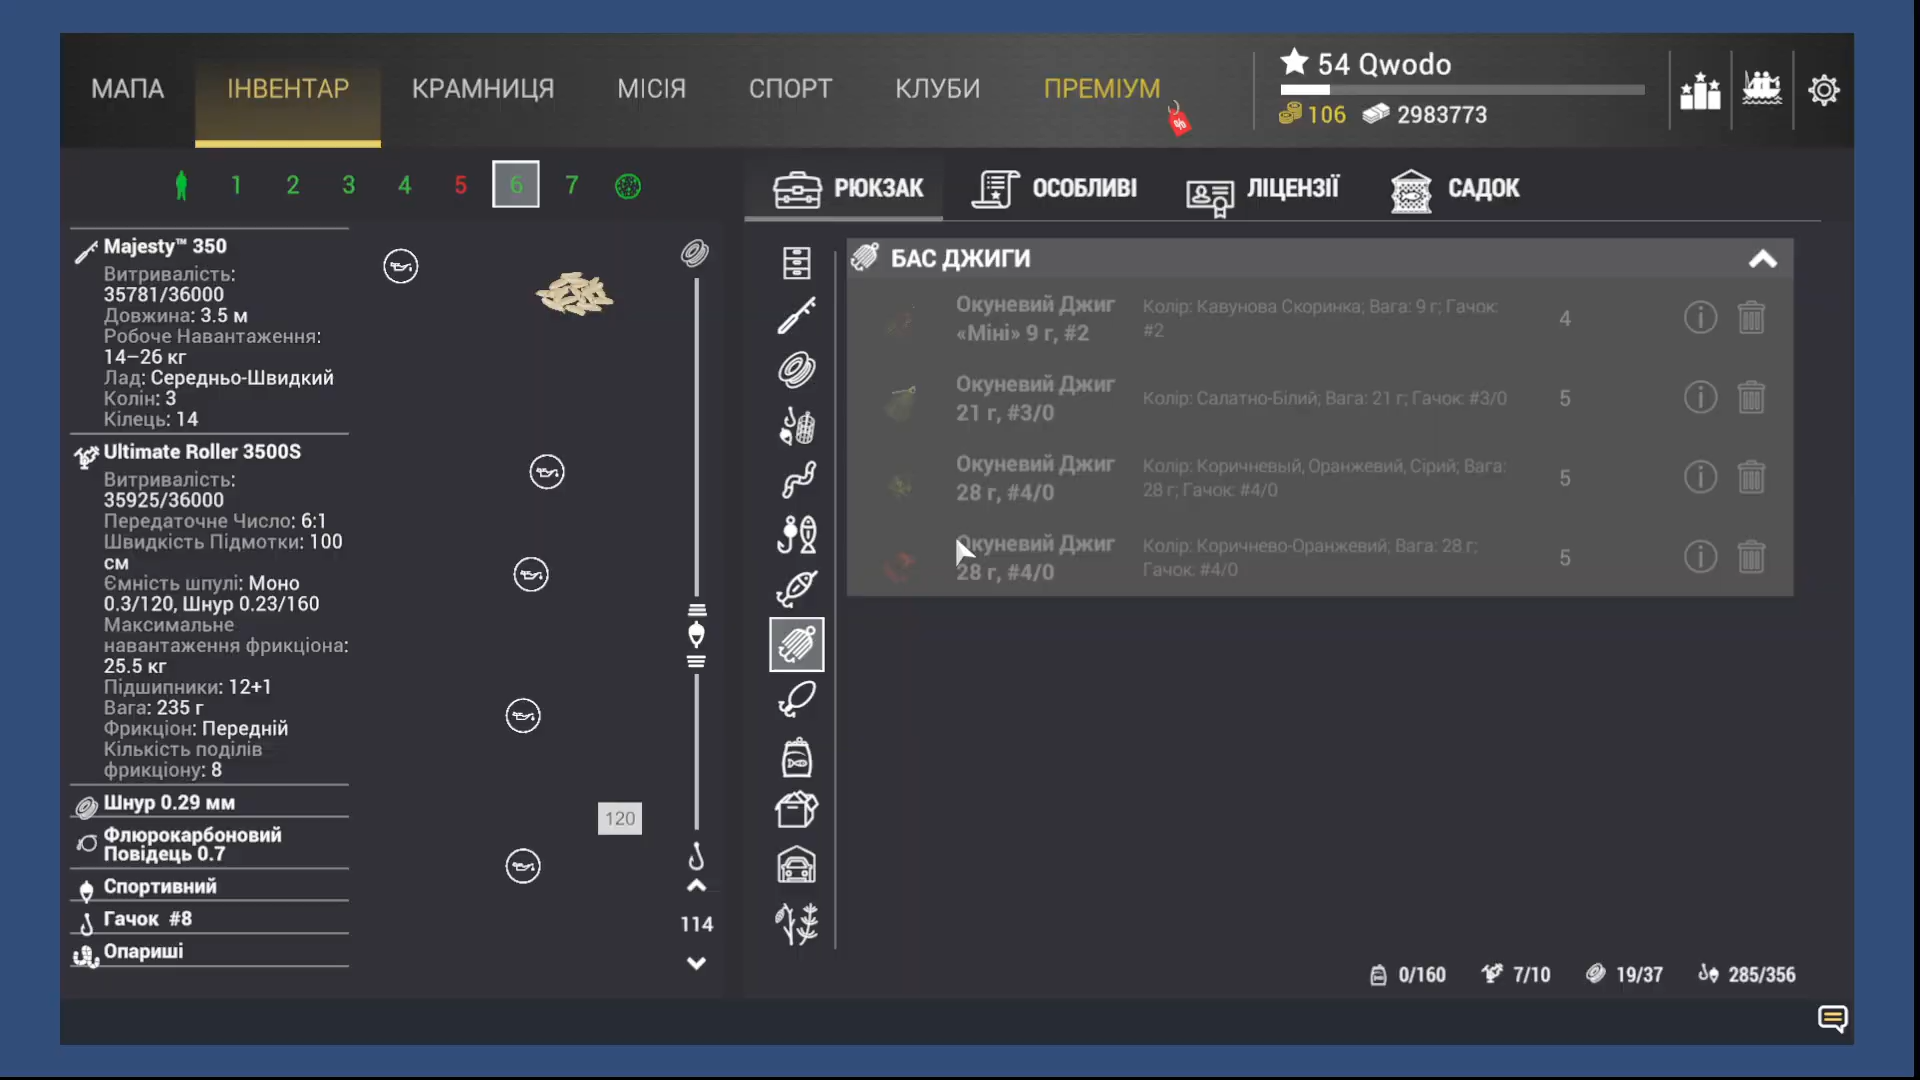 МАПА
ІНВЕНТАР
КРАМНИЦЯ
МІСІЯ
СПОРТ
КЛУБИ
ПРЕМІУМ
%
54 Qwodo
106 2983773
1 2 3 4 5 6 7
РЮКЗАК
ОСОБЛИВІ
ЛІЦЕНЗІЇ
САДОК
Majesty™ 350
Витривалість:
35781/36000
Довжина: 3.5 м
Робоче Навантаження:
14–26 кг
Лад: Середньо-Швидкий
Колін: 3
Кілець: 14
Ultimate Roller 3500S
Витривалість:
35925/36000
Передаточне Число: 6:1
Швидкість Підмотки: 100
см
Ємність шпулі: Моно
0.3/120, Шнур 0.23/160
Максимальне
навантаження фрикціона:
25.5 кг
Підшипники: 12+1
Вага: 235 г
Фрикціон: Передній
Кількість поділів
фрикціону: 8
Шнур 0.29 мм
Флюрокарбоновий
Повідець 0.7
Спортивний
Гачок #8
Опариші
120
114
БАС ДЖИГИ
Окуневий Джиг
«Міні» 9 г, #2
Колір: Кавунова Скоринка; Вага: 9 г; Гачок:
#2
4
Окуневий Джиг
21 г, #3/0
Колір: Салатно-Білий; Вага: 21 г; Гачок: #3/0
5
Окуневий Джиг
28 г, #4/0
Колір: Коричневый, Оранжевий, Сірий; Вага:
28 г; Гачок: #4/0
5
Окуневий Джиг
28 г, #4/0
Колір: Коричнево-Оранжевий; Вага: 28 г;
Гачок: #4/0
5
0/160 7/10 19/37 285/356